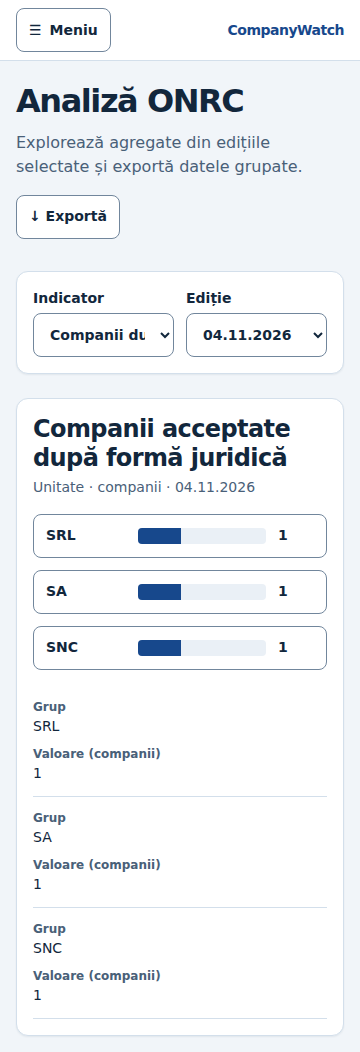 ☰ Meniu
CompanyWatch
Analiză ONRC
Explorează agregate din edițiile
selectate și exportă datele grupate.
↓ Exportă
Indicator
Ediție
Companii du
04.11.2026
Companii acceptate
după formă juridică
Unitate · companii · 04.11.2026
SRL 1
SA 1
SNC 1
Grup
SRL
Valoare (companii)
1
Grup
SA
Valoare (companii)
1
Grup
SNC
Valoare (companii)
1